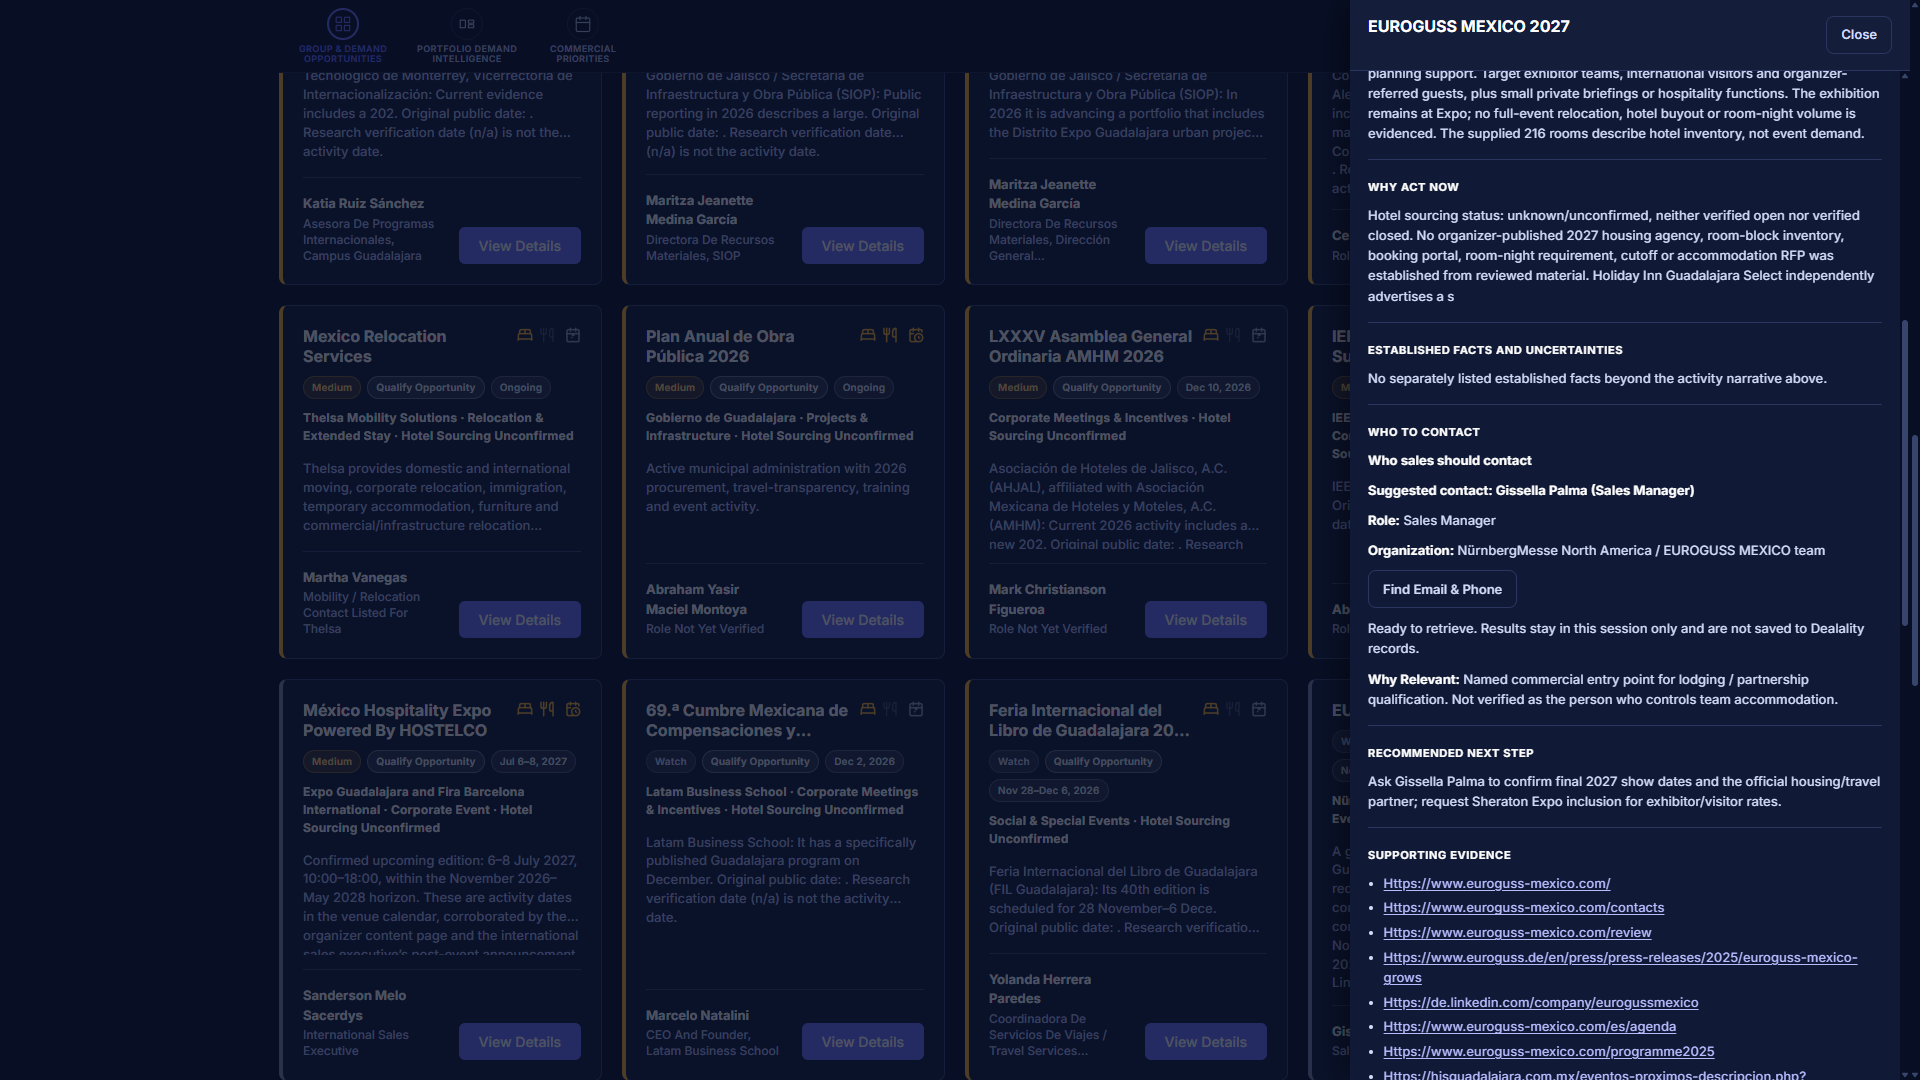 GROUP & DEMAND
OPPORTUNITIES
PORTFOLIO DEMAND
INTELLIGENCE
COMMERCIAL
PRIORITIES
Tecnológico de Monterrey, Vicerrectoría de
Internacionalización: Current evidence
includes a 202. Original public date: .
Research verification date (n/a) is not the...
activity date.
Katia Ruiz Sánchez
Asesora De Programas
Internacionales,
Campus Guadalajara
View Details
Gobierno de Jalisco / Secretaría de
Infraestructura y Obra Pública (SIOP): Public
reporting in 2026 describes a large. Original
public date: . Research verification date...
(n/a) is not the activity date.
Maritza Jeanette
Medina García
Directora De Recursos
Materiales, SIOP
View Details
Gobierno de Jalisco / Secretaría de
Infraestructura y Obra Pública (SIOP): In
2026 it is advancing a portfolio that includes
the Distrito Expo Guadalajara urban projec...
Maritza Jeanette
Medina García
Directora De Recursos
Materiales, Dirección
General...
View Details
Mexico Relocation
Services
Medium
Qualify Opportunity
Ongoing
Thelsa Mobility Solutions · Relocation &
Extended Stay · Hotel Sourcing Unconfirmed
Thelsa provides domestic and international
moving, corporate relocation, immigration,
temporary accommodation, furniture and
commercial/infrastructure relocation...
Martha Vanegas
Mobility / Relocation
Contact Listed For
Thelsa
View Details
Plan Anual de Obra
Pública 2026
Medium
Qualify Opportunity
Ongoing
Gobierno de Guadalajara · Projects &
Infrastructure · Hotel Sourcing Unconfirmed
Active municipal administration with 2026
procurement, travel-transparency, training
and event activity.
Abraham Yasir
Maciel Montoya
Role Not Yet Verified
View Details
LXXXV Asamblea General
Ordinaria AMHM 2026
Medium
Qualify Opportunity
Dec 10, 2026
Corporate Meetings & Incentives · Hotel
Sourcing Unconfirmed
Asociación de Hoteles de Jalisco, A.C.
(AHJAL), affiliated with Asociación
Mexicana de Hoteles y Moteles, A.C.
(AMHM): Current 2026 activity includes a...
new 202. Original public date: . Research
Mark Christianson
Figueroa
Role Not Yet Verified
View Details
México Hospitality Expo
Powered By HOSTELCO
Medium
Qualify Opportunity
Jul 6–8, 2027
Expo Guadalajara and Fira Barcelona
International · Corporate Event · Hotel
Sourcing Unconfirmed
Confirmed upcoming edition: 6–8 July 2027,
10:00–18:00, within the November 2026–
May 2028 horizon. These are activity dates
in the venue calendar, corroborated by the...
organizer content page and the international
sales executive's post-event announcement
Sanderson Melo
Sacerdys
International Sales
Executive
View Details
69.ª Cumbre Mexicana de
Compensaciones y...
Watch
Qualify Opportunity
Dec 2, 2026
Latam Business School · Corporate Meetings
& Incentives · Hotel Sourcing Unconfirmed
Latam Business School: It has a specifically
published Guadalajara program on
December. Original public date: . Research
verification date (n/a) is not the activity...
date.
Marcelo Natalini
CEO And Founder,
Latam Business School
View Details
Feria Internacional del
Libro de Guadalajara 20...
Watch
Qualify Opportunity
Nov 28–Dec 6, 2026
Social & Special Events · Hotel Sourcing
Unconfirmed
Feria Internacional del Libro de Guadalajara
(FIL Guadalajara): Its 40th edition is
scheduled for 28 November–6 Dece.
Original public date: . Research verificatio...
Yolanda Herrera
Paredes
Coordinadora De
Servicios De Viajes /
Travel Services...
View Details
EUROGUSS MEXICO 2027
Close
planning support. Target exhibitor teams, international visitors and organizer-
referred guests, plus small private briefings or hospitality functions. The exhibition
remains at Expo; no full-event relocation, hotel buyout or room-night volume is
evidenced. The supplied 216 rooms describe hotel inventory, not event demand.
WHY ACT NOW
Hotel sourcing status: unknown/unconfirmed, neither verified open nor verified
closed. No organizer-published 2027 housing agency, room-block inventory,
booking portal, room-night requirement, cutoff or accommodation RFP was
established from reviewed material. Holiday Inn Guadalajara Select independently
advertises a s
ESTABLISHED FACTS AND UNCERTAINTIES
No separately listed established facts beyond the activity narrative above.
WHO TO CONTACT
Who sales should contact
Suggested contact: Gissella Palma (Sales Manager)
Role: Sales Manager
Organization: NürnbergMesse North America / EUROGUSS MEXICO team
Find Email & Phone
Ready to retrieve. Results stay in this session only and are not saved to Dealality
records.
Why Relevant: Named commercial entry point for lodging / partnership
qualification. Not verified as the person who controls team accommodation.
RECOMMENDED NEXT STEP
Ask Gissella Palma to confirm final 2027 show dates and the official housing/travel
partner; request Sheraton Expo inclusion for exhibitor/visitor rates.
SUPPORTING EVIDENCE
Https://www.euroguss-mexico.com/
Https://www.euroguss-mexico.com/contacts
Https://www.euroguss-mexico.com/review
Https://www.euroguss.de/en/press/press-releases/2025/euroguss-mexico-
grows
Https://de.linkedin.com/company/eurogussmexico
Https://www.euroguss-mexico.com/es/agenda
Https://www.euroguss-mexico.com/programme2025
Https://hisguadalajara.com.mx/eventos-proximos-descripcion.php?